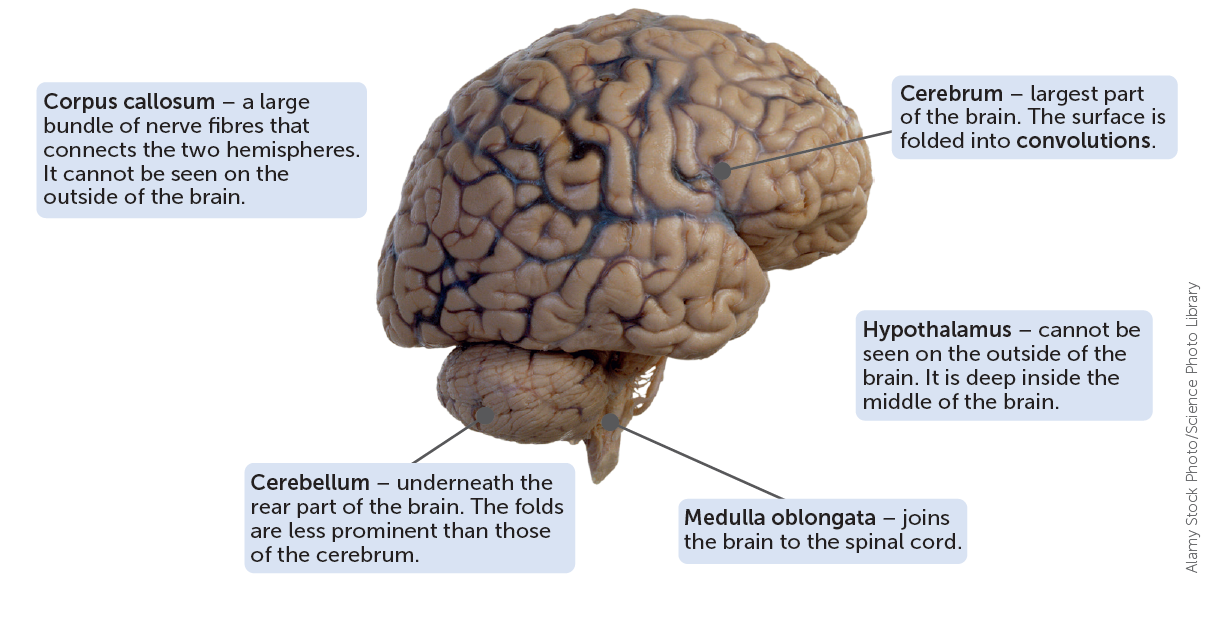 Corpus callosum – a large
bundle of nerve fibres that
connects the two hemispheres.
It cannot be seen on the
outside of the brain.
Cerebrum – largest part
of the brain. The surface is
folded into convolutions.
Hypothalamus – cannot be
seen on the outside of the
brain. It is deep inside the
middle of the brain.
Cerebellum – underneath the
rear part of the brain. The folds
are less prominent than those
of the cerebrum.
Medulla oblongata – joins
the brain to the spinal cord.
Alamy Stock Photo/Science Photo Library